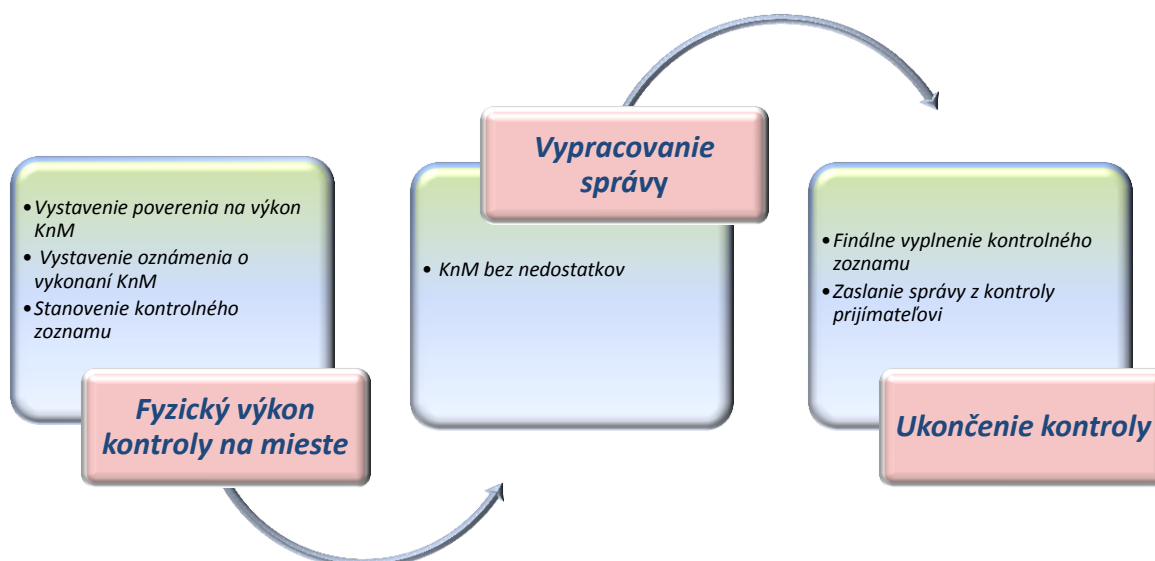 •Vystavenie poverenia na výkon
KnM
• Vystavenie oznámenia o
vykonaní KnM
•Stanovenie kontrolného
zoznamu
Fyzický výkon
kontroly na mieste
Vypracovanie
správy
• KnM bez nedostatkov
•Finálne vyplnenie kontrolného
zoznamu
•Zaslanie správy z kontroly
prijímateľovi
Ukončenie kontroly